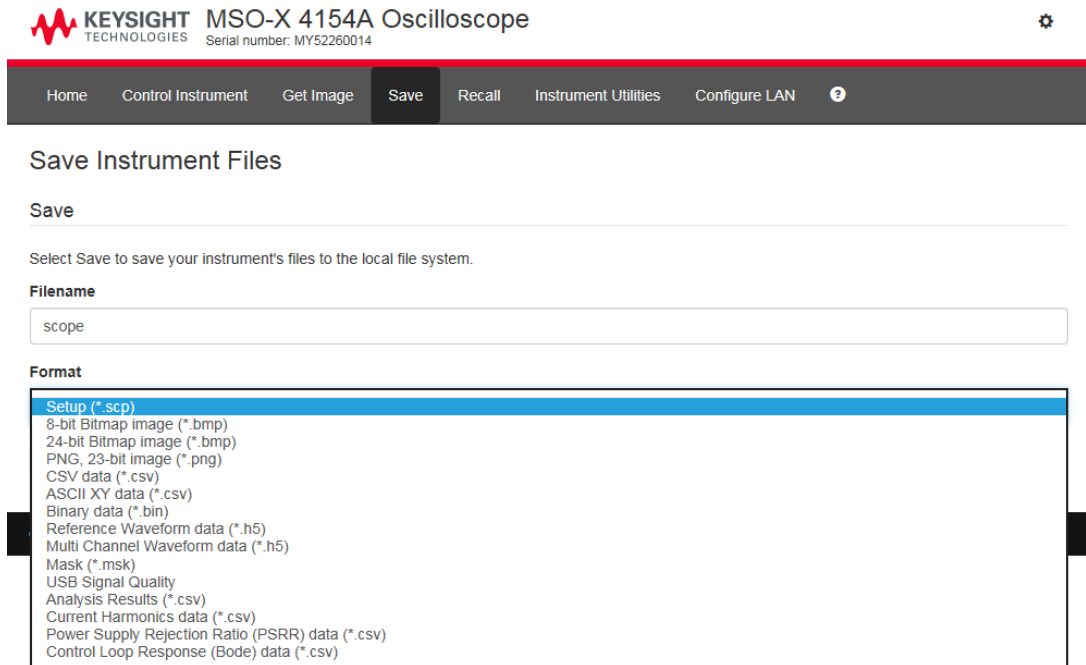 KEYSIGHT
TECHNOLOGIES
MSO-X 4154A Oscilloscope
Serial number: MY52260014
Home Control Instrument Get Image Save Recall Instrument Utilities Configure LAN ?
Save Instrument Files
Save
Select Save to save your instrument's files to the local file system.
Filename
scope
Format
Setup (*.scp)
8-bit Bitmap image (*.bmp)
24-bit Bitmap image (*.bmp)
PNG, 23-bit image (*.png)
CSV data (*.csv)
ASCII XY data (*.csv)
Binary data (*.bin)
Reference Waveform data (*.h5)
Multi Channel Waveform data (*.h5)
Mask (*.msk)
USB Signal Quality
Analysis Results (*.csv)
Current Harmonics data (*.csv)
Power Supply Rejection Ratio (PSRR) data (*.csv)
Control Loop Response (Bode) data (*.csv)